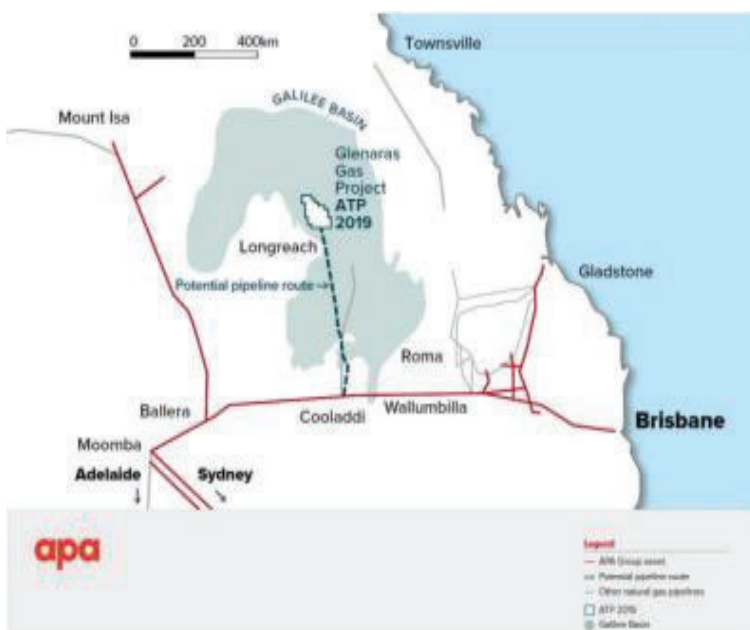 0 200 400km
Townsville
GALILEE BASIN
Mount Isa
Glenaras
Gas
Project
ATP
2019
Longreach
Potential pipeline route →
Gladstone
Roma
Ballera
Cooladdi
Wallumbilla
Brisbane
Moomba
Adelaide
↓
Sydney
↘
apa
Legend
APA Group asset
Potential pipeline route
Other natural gas pipelines
ATP 2019
Galilee Basin